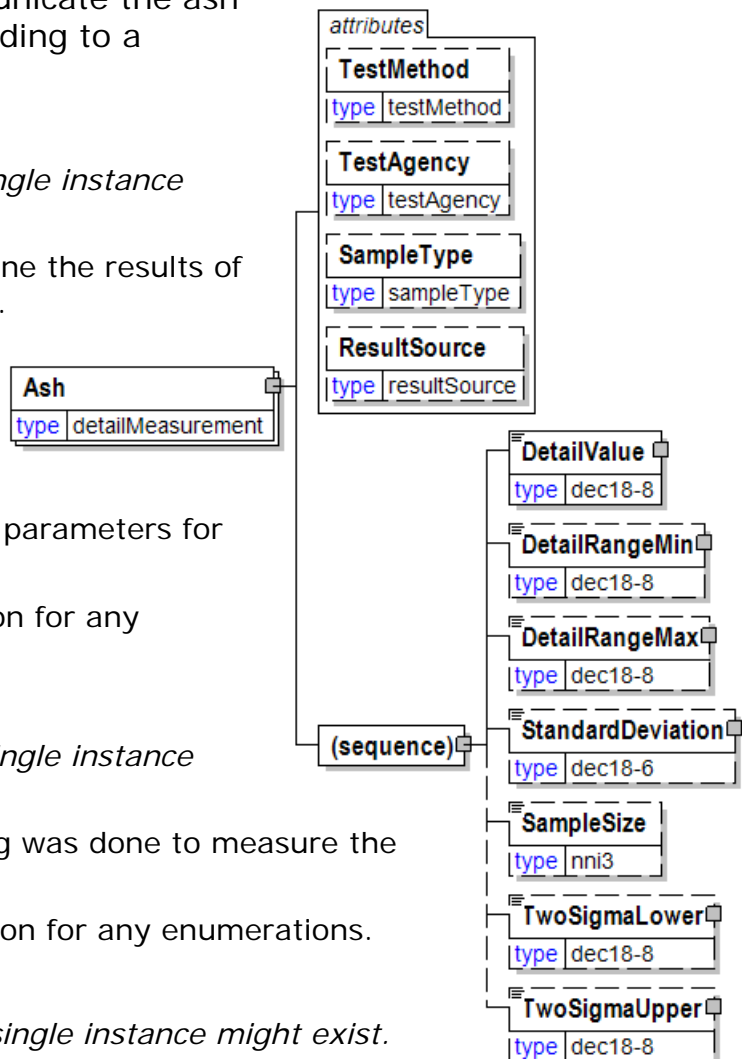 unicate the ash
ding to a
ngle instance
ne the results of
.
parameters for
on for any
ingle instance
g was done to measure the
on for any enumerations.
single instance might exist.
attributes
TestMethod
type testMethod
TestAgency
type testAgency
SampleType
type sampleType
ResultSource
type resultSource
Ash
type detailMeasurement
(sequence)
DetailValue
type dec18-8
DetailRangeMin
type dec18-8
DetailRangeMax
type dec18-8
StandardDeviation
type dec18-6
SampleSize
type nni3
TwoSigmaLower
type dec18-8
TwoSigmaUpper
type dec18-8